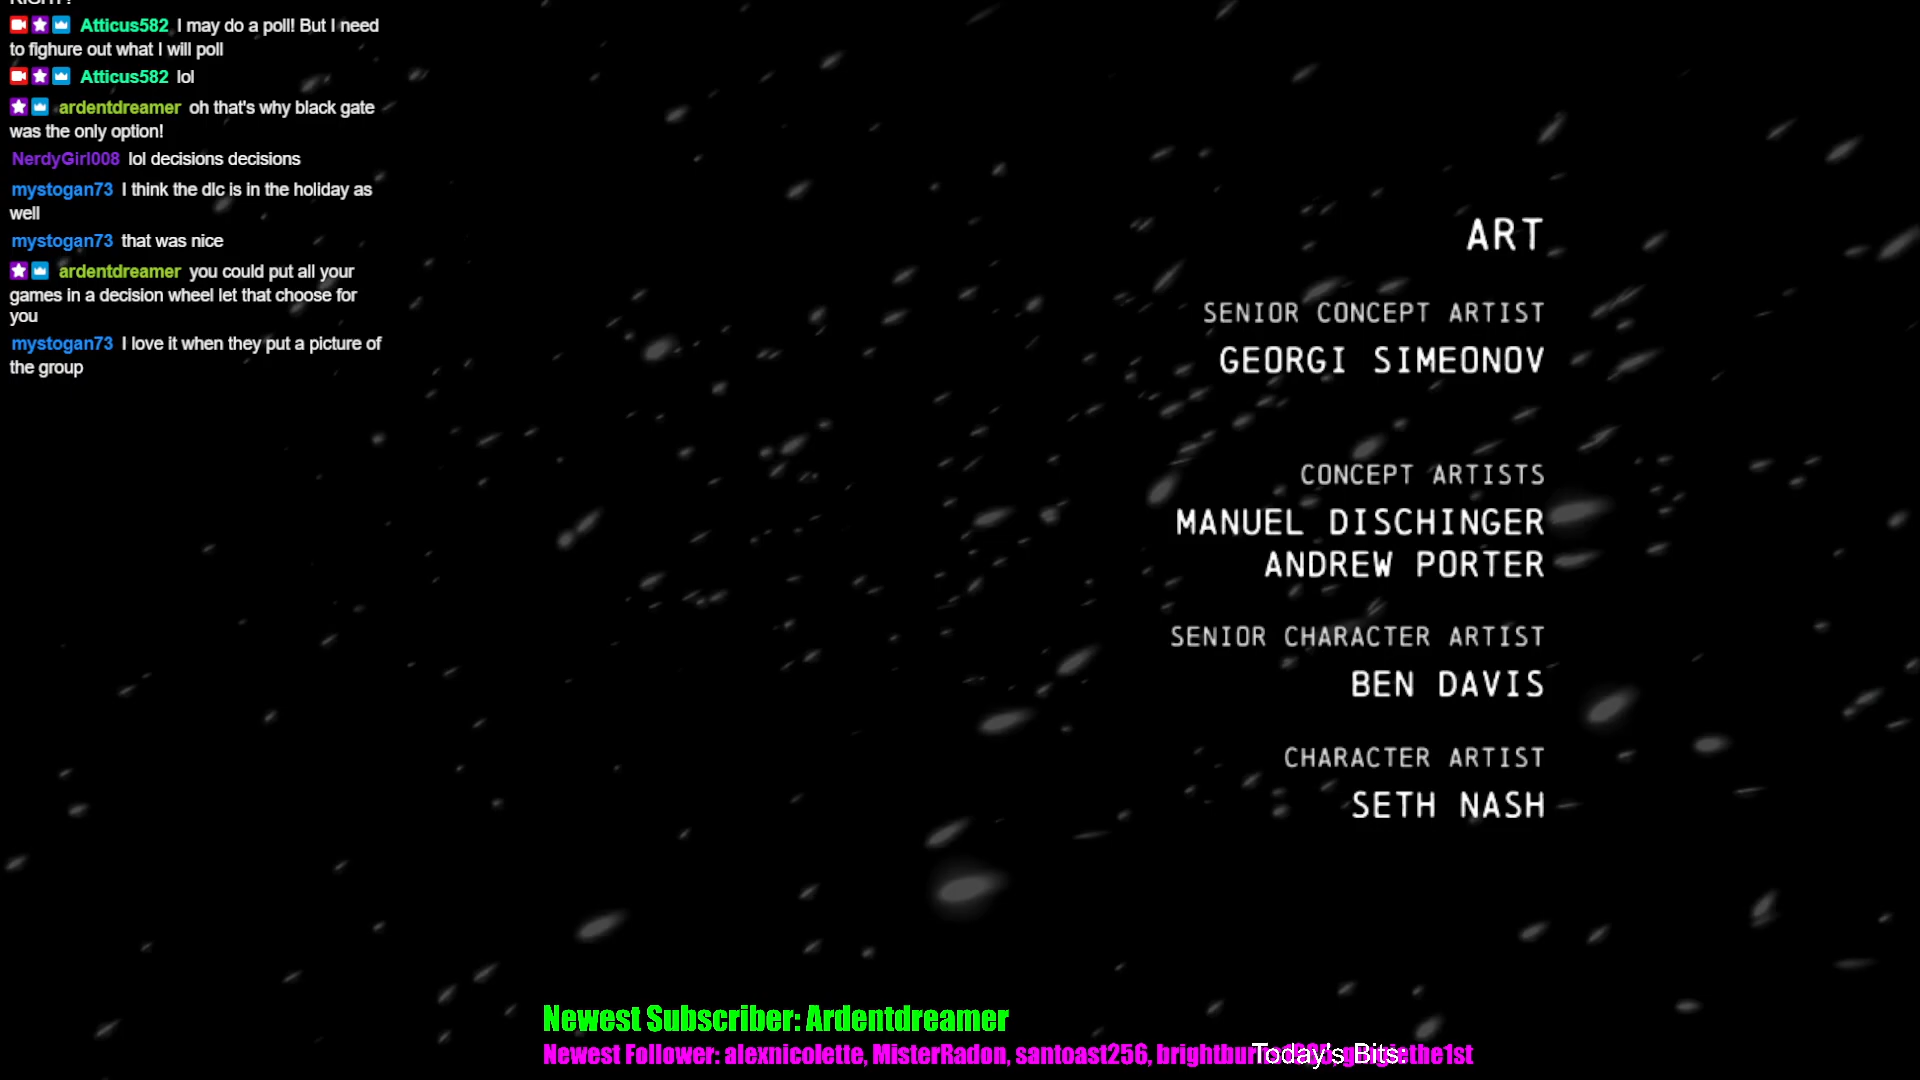 Atticus582 I may do a poll! But I need
to fighure out what I will poll
Atticus582 lol
ardentdreamer oh that's why black gate
was the only option!
NerdyGirl008 lol decisions decisions
mystogan73 I think the dlc is in the holiday as
well
mystogan73 that was nice
ardentdreamer you could put all your
games in a decision wheel let that choose for
you
mystogan73 I love it when they put a picture of
the group
ART
SENIOR CONCEPT ARTIST
GEORGI SIMEONOV
CONCEPT ARTISTS
MANUEL DISCHINGER
ANDREW PORTER
SENIOR CHARACTER ARTIST
BEN DAVIS
CHARACTER ARTIST
SETH NASH
Newest Subscriber: Ardentdreamer
Newest Follower: alexnicolette, MisterRadon, santoast256,
Today's Bits: